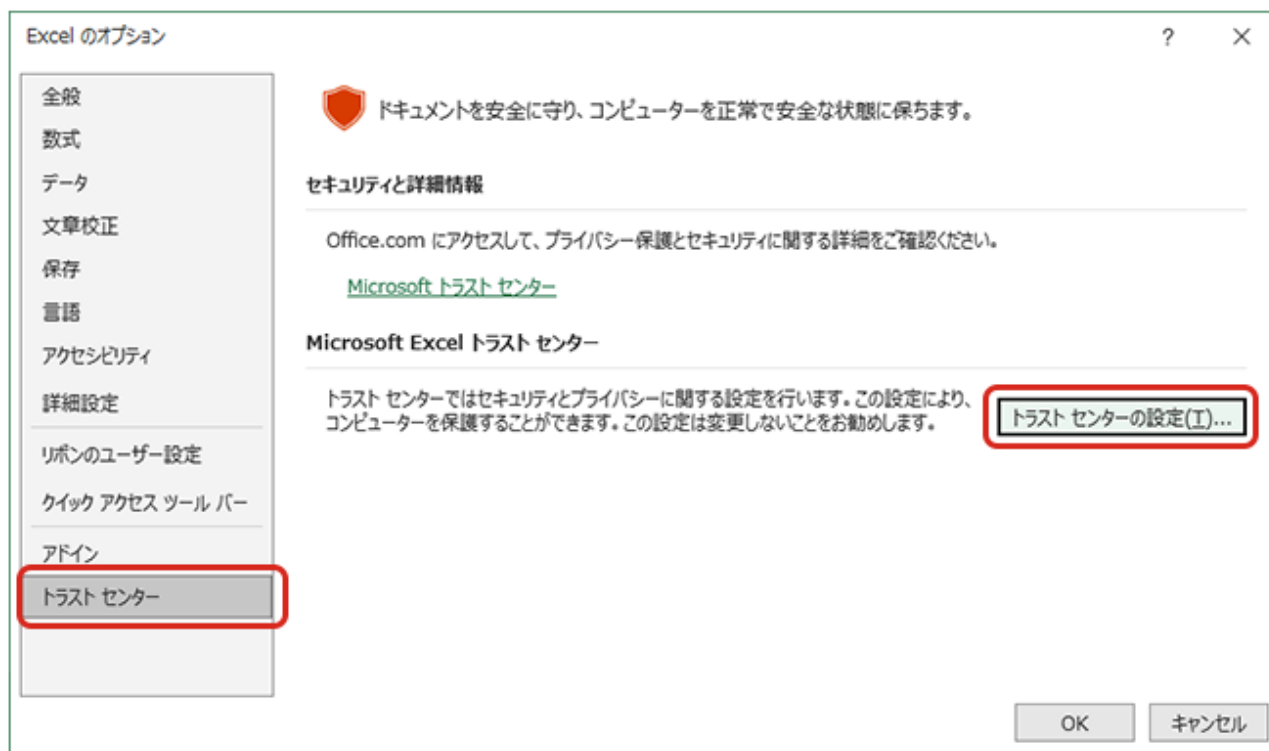 Excel のオプション
? ×
全般
数式
データ
文章校正
保存
言語
アクセシビリティ
詳細設定
リボンのユーザー設定
クイック アクセス ツール バー
アドイン
トラスト センター
ドキュメントを安全に守り、コンピューターを正常で安全な状態に保ちます。
セキュリティと詳細情報
Office.com にアクセスして、プライバシー保護とセキュリティに関する詳細をご確認ください。
Microsoft トラスト センター
Microsoft Excel トラスト センター
トラスト センターではセキュリティとプライバシーに関する設定を行います。この設定により、
コンピューターを保護することができます。この設定は変更しないことをお勧めします。
トラスト センターの設定(T)...
OK
キャンセル